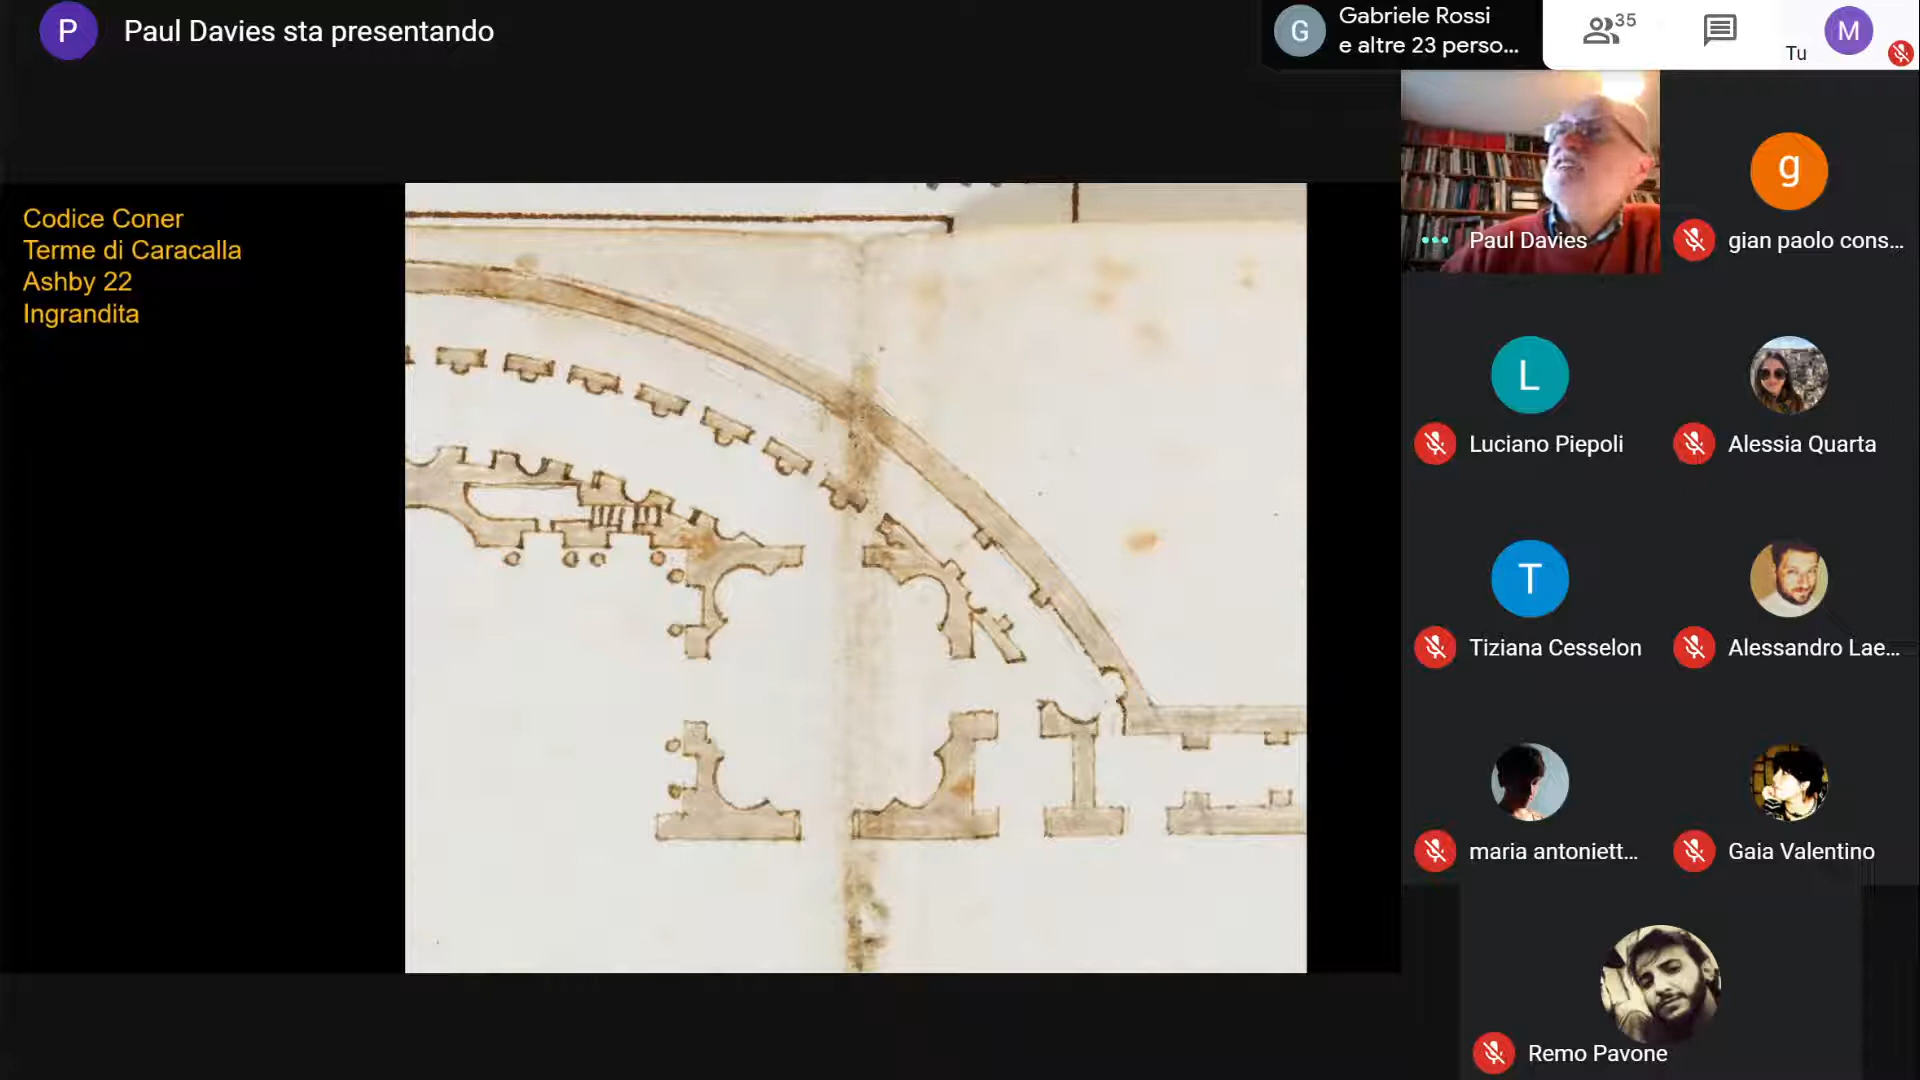 P
Paul Davies sta presentando
G
Gabriele Rossi
e altre 23 perso...
35
Tu
M
Codice Coner
Terme di Caracalla
Ashby 22
Ingrandita
Paul Davies
g
gian paolo cons...
L
Luciano Piepoli
Alessia Quarta
T
Tiziana Cesselon
Alessandro Lae...
maria antoniett...
Gaia Valentino
Remo Pavone